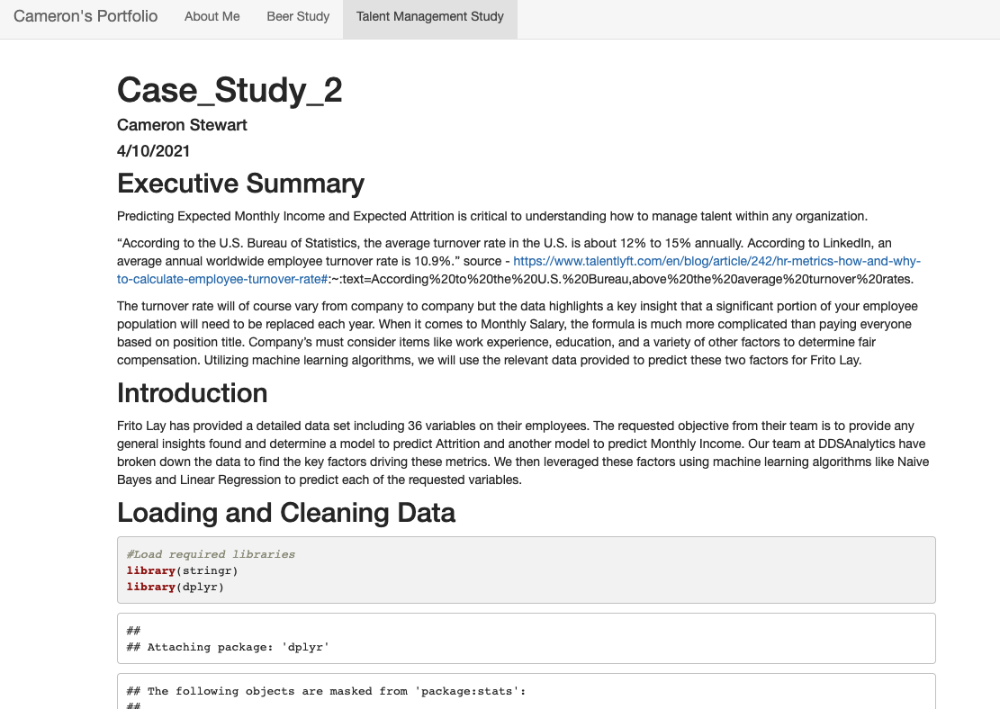 Cameron's Portfolio About Me Beer Study Talent Management Study
Case_Study_2
Cameron Stewart
4/10/2021
Executive Summary
Predicting Expected Monthly Income and Expected Attrition is critical to understanding how to manage talent within any organization.
“According to the U.S. Bureau of Statistics, the average turnover rate in the U.S. is about 12% to 15% annually. According to LinkedIn, an
average annual worldwide employee turnover rate is 10.9%.” source - https://www.talentlyft.com/en/blog/article/242/hr-metrics-how-and-why-
to-calculate-employee-turnover-rate#:~:text=According%20to%20the%20U.S.%20Bureau,above%20the%20average%20turnover%20rates.
The turnover rate will of course vary from company to company but the data highlights a key insight that a significant portion of your employee
population will need to be replaced each year. When it comes to Monthly Salary, the formula is much more complicated than paying everyone
based on position title. Company’s must consider items like work experience, education, and a variety of other factors to determine fair
compensation. Utilizing machine learning algorithms, we will use the relevant data provided to predict these two factors for Frito Lay.
Introduction
Frito Lay has provided a detailed data set including 36 variables on their employees. The requested objective from their team is to provide any
general insights found and determine a model to predict Attrition and another model to predict Monthly Income. Our team at DDSAnalytics have
broken down the data to find the key factors driving these metrics. We then leveraged these factors using machine learning algorithms like Naive
Bayes and Linear Regression to predict each of the requested variables.
Loading and Cleaning Data
#Load required libraries
library(stringr)
library(dplyr)
##
## Attaching package: 'dplyr'
## The following objects are masked from 'package:stats':
##